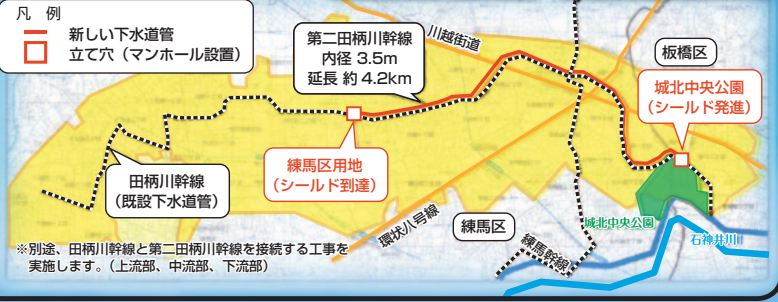 凡 例
新しい下水道管
立て穴（マンホール設置）
第二田柄川幹線
内径 3.5m
延長 約 4.2km
川越街道
板橋区
城北中央公園
（シールド発進）
練馬区用地
（シールド到達）
田柄川幹線
（既設下水道管）
環状八号線
練馬区
練馬幹線
城北中央公園
石神井川
※別途、田柄川幹線と第二田柄川幹線を接続する工事を
実施します。（上流部、中流部、下流部）